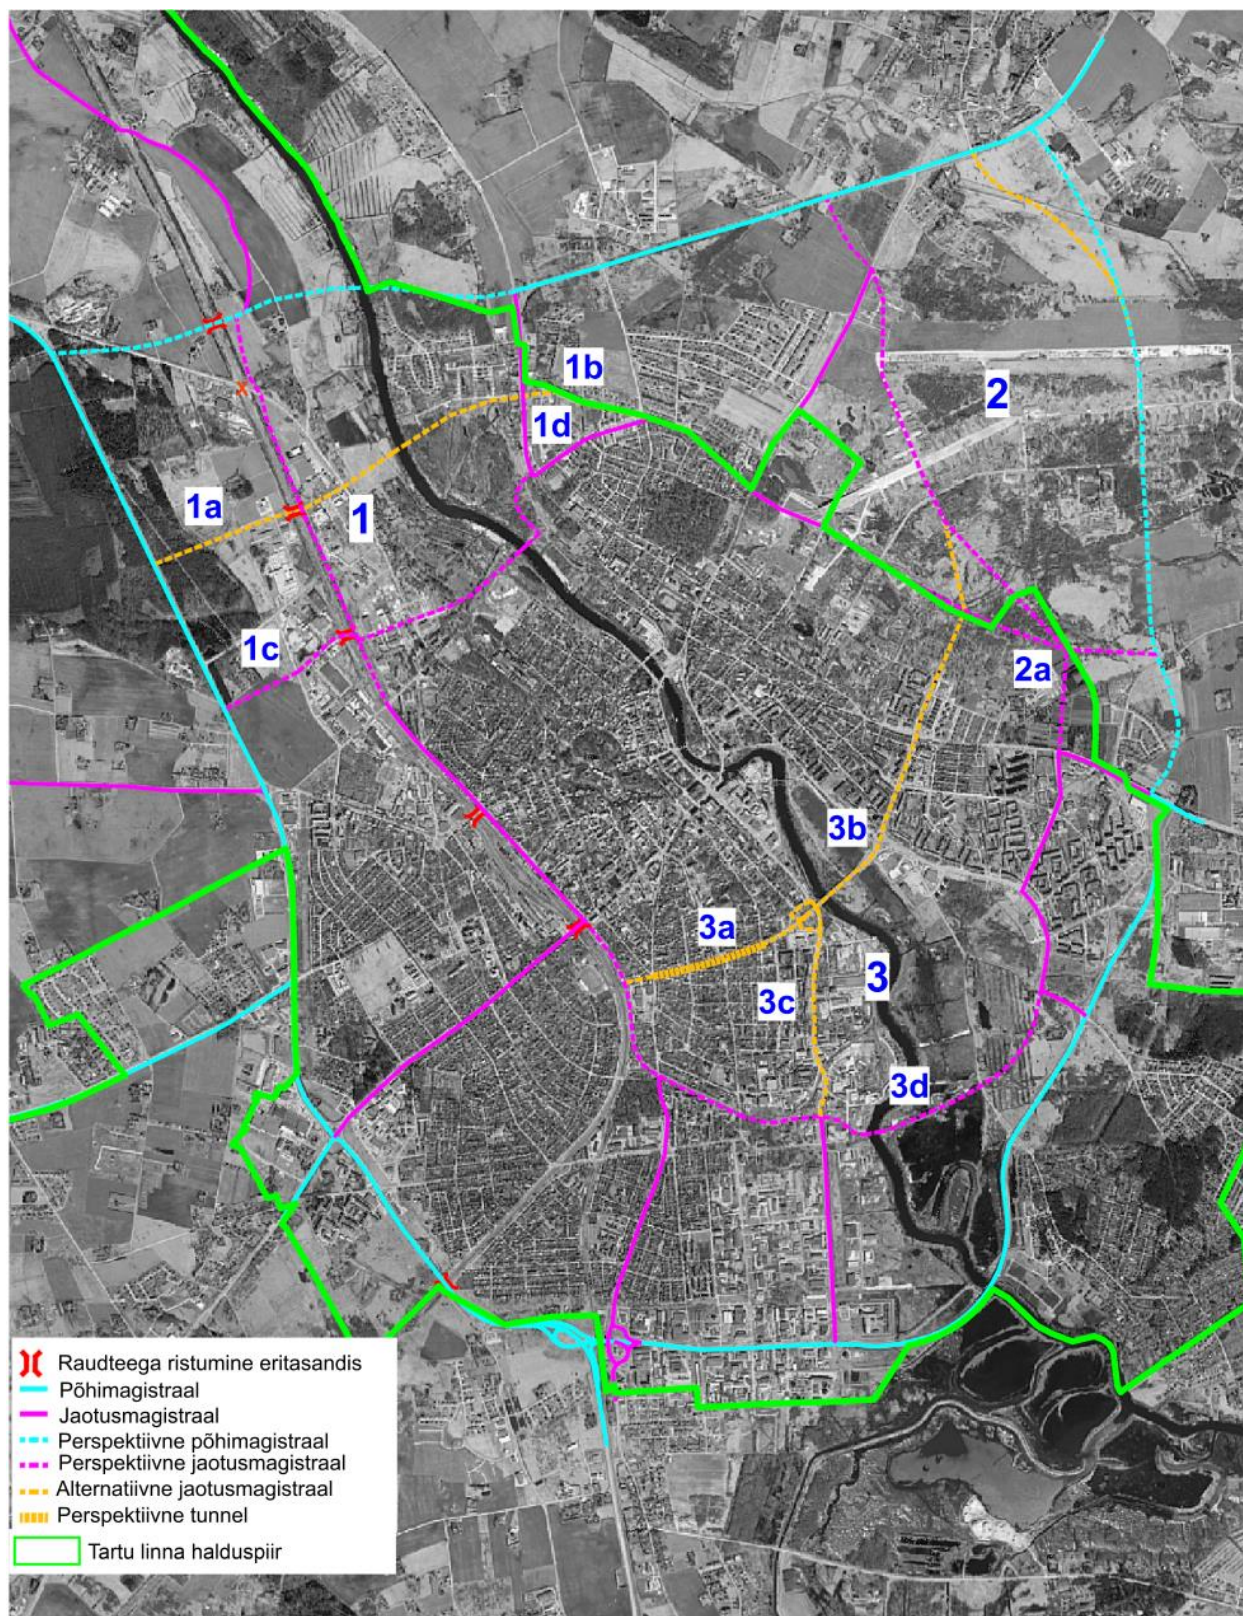 1b
1d
2
1a
1
1c
2a
3b
3a
3c
3
3d
Raudteega ristumine eritasandis
Põhimagistraal
Jaotusmagistraal
Perspektiivne põhimagistraal
Perspektiivne jaotusmagistraal
Alternatiivne jaotusmagistraal
Perspektiivne tunnel
Tartu linna halduspiir